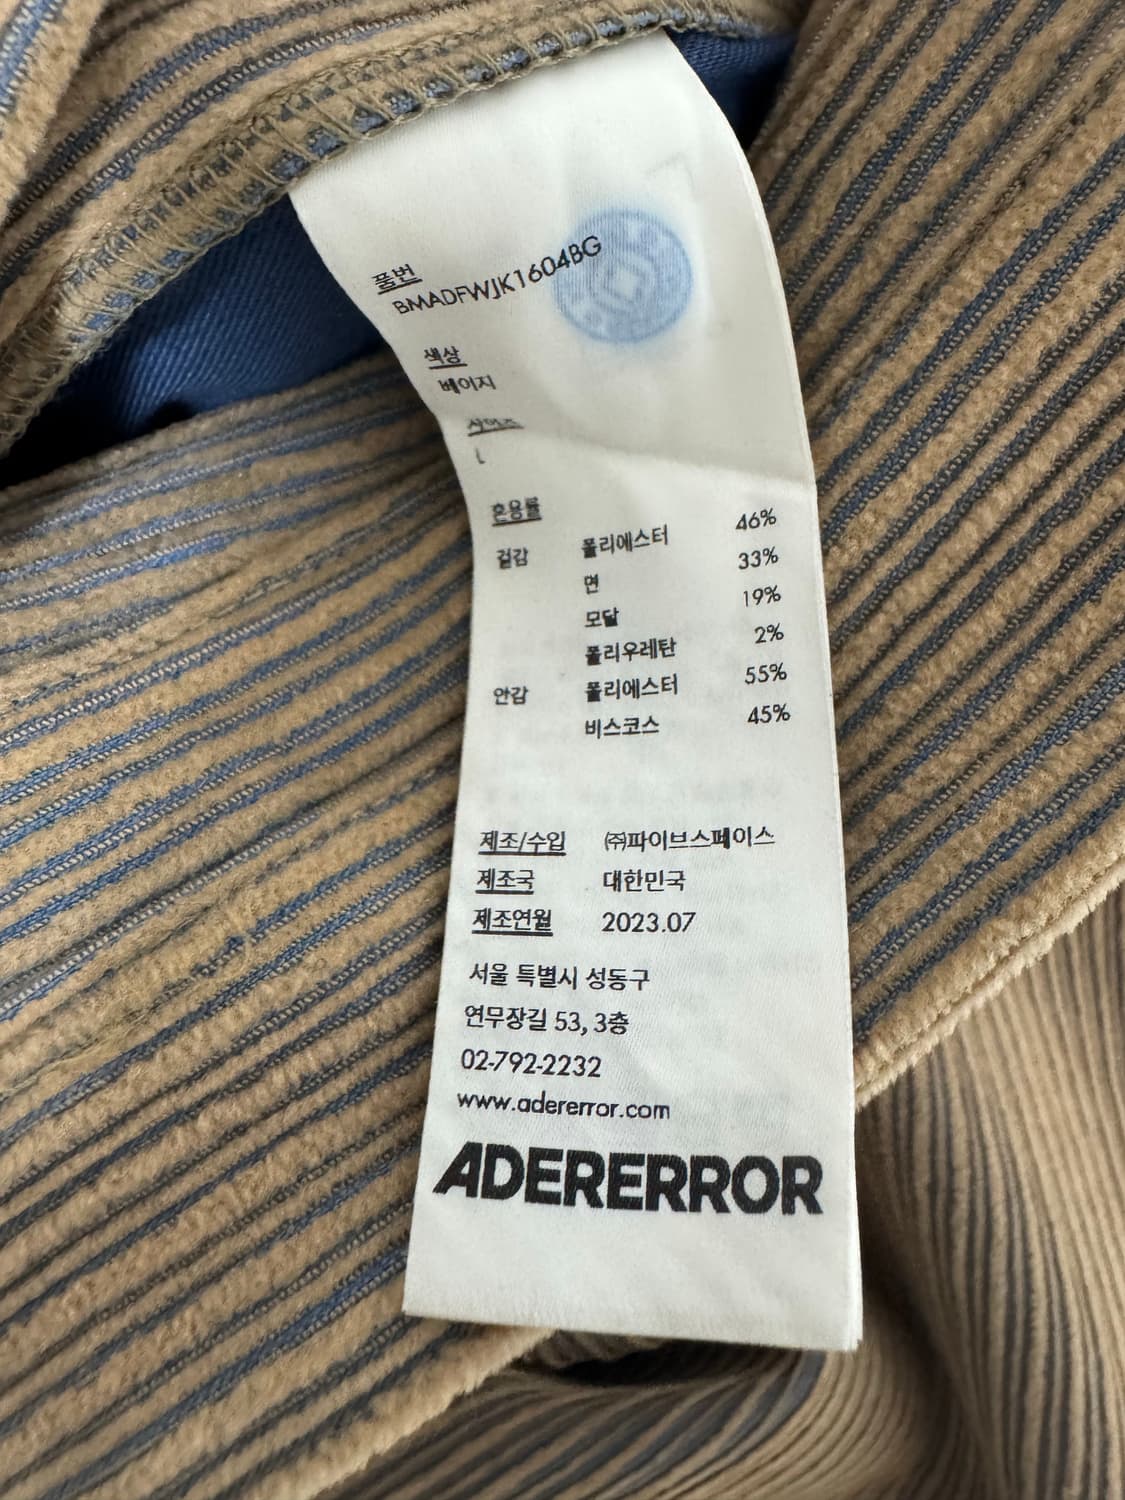 품번
BMADFWJK1604BG
색상
베이지
사이즈
L
혼용률
겉감 폴리에스터 46%
면 33%
모달 19%
폴리우레탄 2%
안감 폴리에스터 55%
비스코스 45%
제조/수입 ㈜파이브스페이스
제조국 대한민국
제조연월 2023.07
서울 특별시 성동구
연무장길 53, 3층
02-792-2232
www.adererror.com
ADERERROR